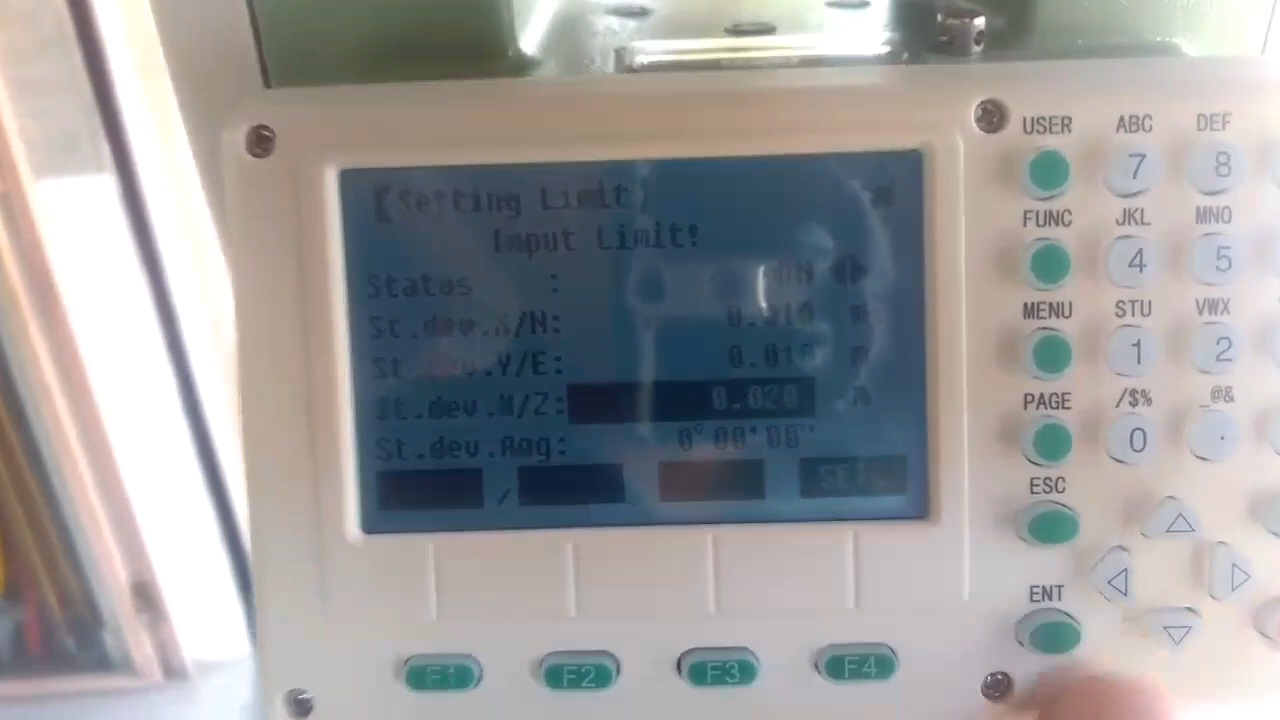 【Setting Limit】
Input Limit!
Status :
St.dev.X/N: 0.010 m
St.dev.Y/E: 0.010 m
St.dev.H/Z: 0.020 m
St.dev.Ang: 0°00'00"
/ SET
USER ABC DEF
7 8
FUNC JKL MNO
4 5
MENU STU VWX
1 2
PAGE /$% _@&
0 .
ESC
ENT
F1 F2 F3 F4